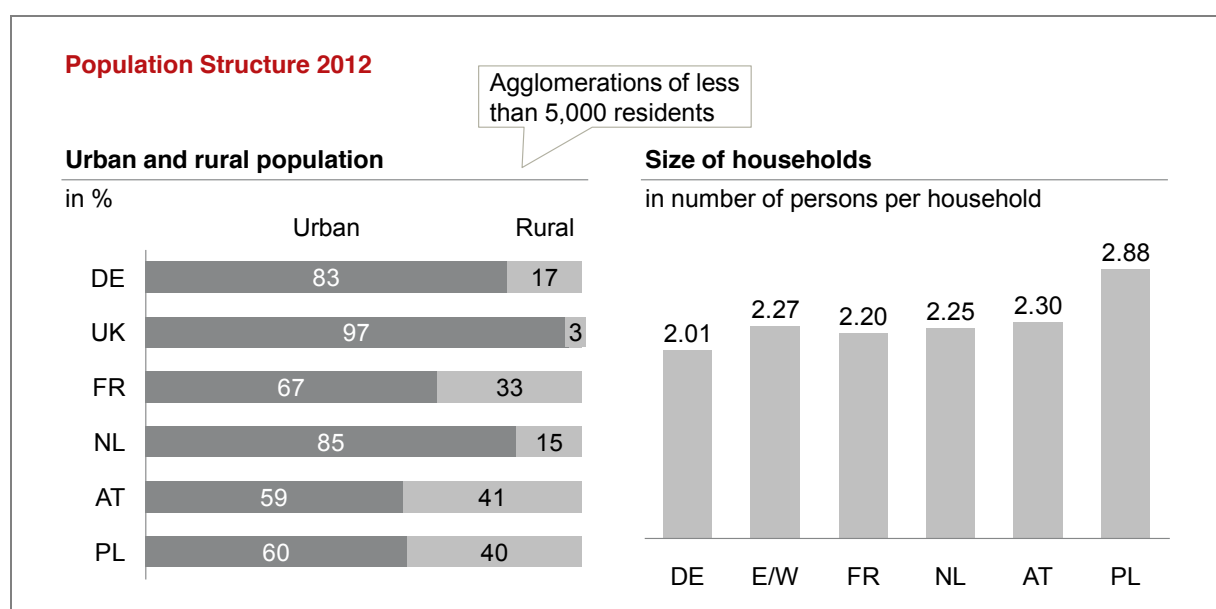 Population Structure 2012
Agglomerations of less
than 5,000 residents
Urban and rural population
in %
Urban Rural
DE 83 17
UK 97 3
FR 67 33
NL 85 15
AT 59 41
PL 60 40
Size of households
in number of persons per household
2.01 2.27 2.20 2.25 2.30 2.88
DE E/W FR NL AT PL